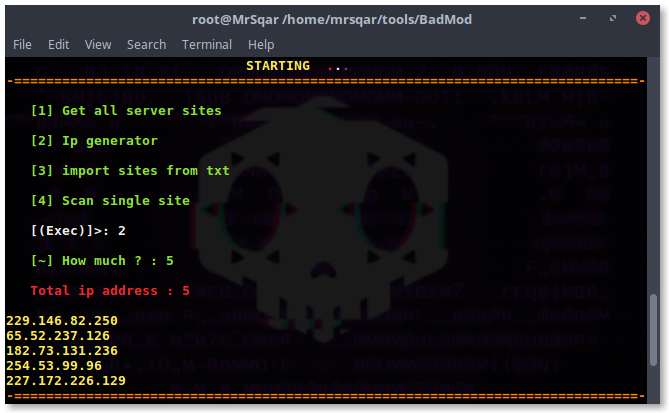 root@MrSqar /home/mrsqar/tools/BadMod
File Edit View Search Terminal Help
STARTING ...
-==============================================================================-
[1] Get all server sites
[2] Ip generator
[3] import sites from txt
[4] Scan single site
[(Exec)]>: 2
[~] How much ? : 5
Total ip address : 5
229.146.82.250
65.52.237.126
182.73.131.236
254.53.99.96
227.172.226.129
-==============================================================================-